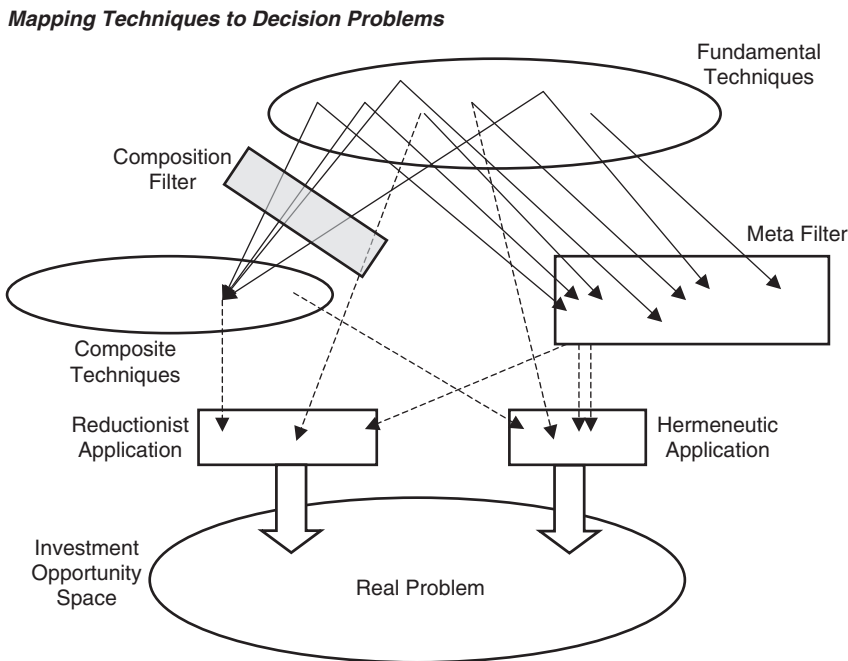 Mapping Techniques to Decision Problems
Fundamental
Techniques
Composition
Filter
Meta Filter
Composite
Techniques
Reductionist
Application
Hermeneutic
Application
Investment
Opportunity
Space
Real Problem